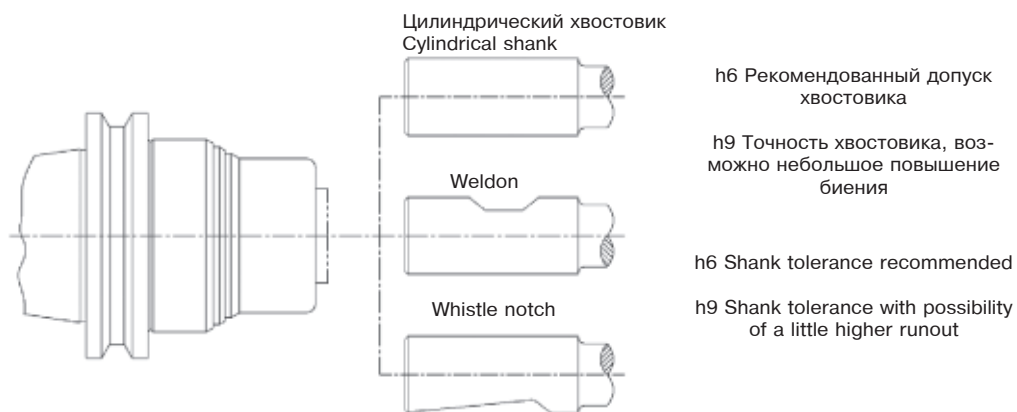 Цилиндрический хвостовик
Cylindrical shank
Weldon
Whistle notch
h6 Рекомендованный допуск
хвостовика
h9 Точность хвостовика, воз-
можно небольшое повышение
биения
h6 Shank tolerance recommended
h9 Shank tolerance with possibility
of a little higher runout